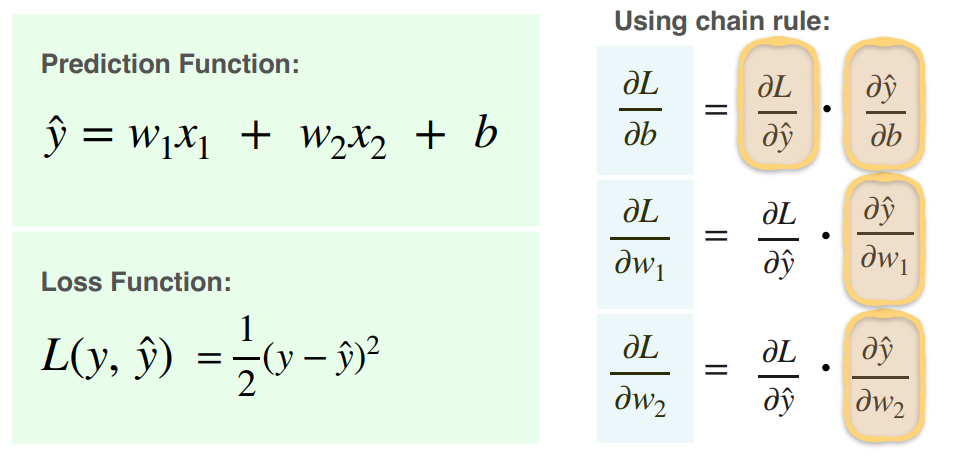 Prediction Function:
ŷ = w₁x₁ + w₂x₂ + b
Loss Function:
L(y, ŷ) = 1/2 (y − ŷ)²
Using chain rule:
∂L/∂b = ∂L/∂ŷ · ∂ŷ/∂b
∂L/∂w₁ = ∂L/∂ŷ · ∂ŷ/∂w₁
∂L/∂w₂ = ∂L/∂ŷ · ∂ŷ/∂w₂